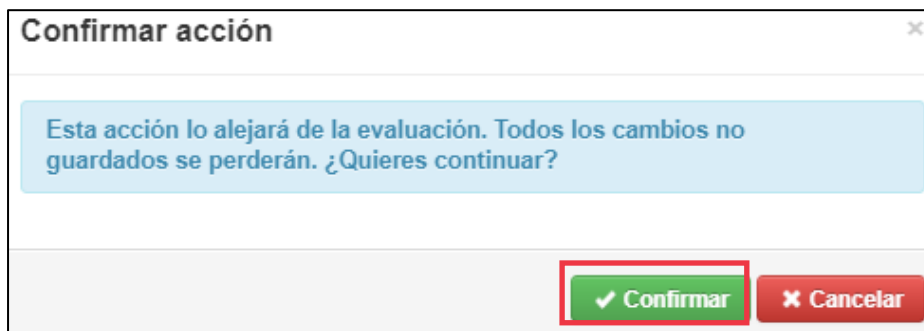 Confirmar acción
Esta acción lo alejará de la evaluación. Todos los cambios no
guardados se perderán. ¿Quieres continuar?
Confirmar
Cancelar